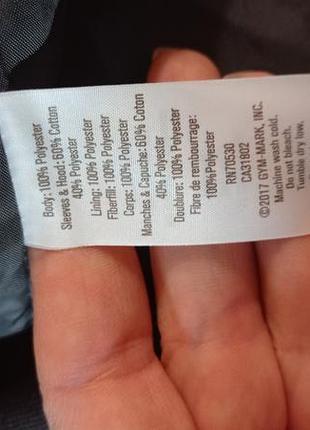 Body: 100% Polyester
Sleeves & Hood: 60% Cotton
40% Polyester
Lining: 100% Polyester
Fiberfill: 100% Polyester
Corps: 100% Polyester
Manches & Capuche: 60% Coton
40% Polyester
Doublure: 100% Polyester
Fibre de rembourrage:
100%Polyester
RN70530
CA31802
©2017 GYM-MARK, INC.
Machine wash cold.
Do not bleach.
Tumble dry low.